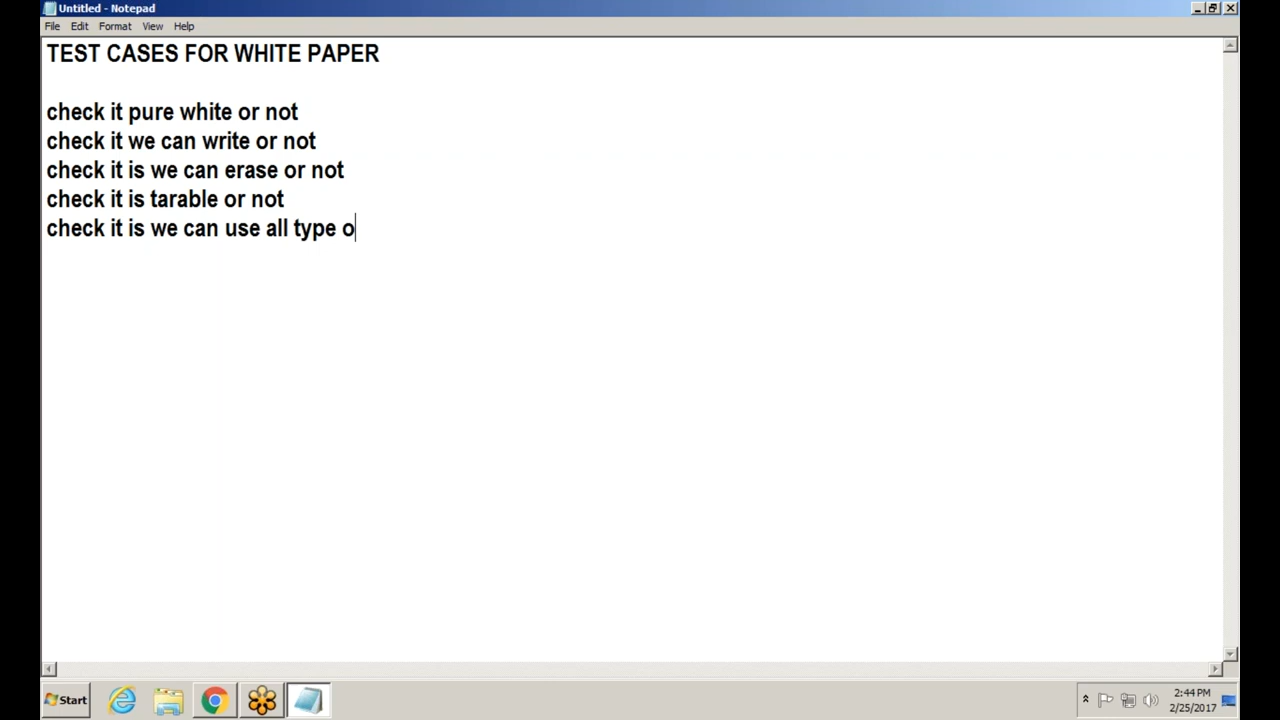 Untitled - Notepad
File Edit Format View Help
TEST CASES FOR WHITE PAPER
check it pure white or not
check it we can write or not
check it is we can erase or not
check it is tarable or not
check it is we can use all type o
Start
2:44 PM
2/25/2017